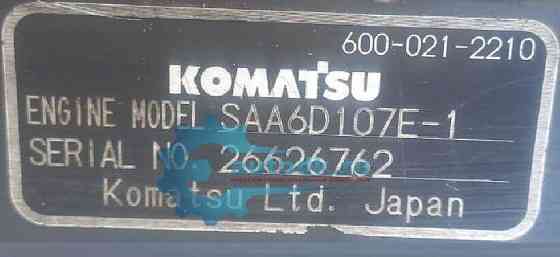 600-021-2210
KOMATSU
ENGINE MODEL SAA6D107E-1
SERIAL NO. 26626762
Komatsu Ltd. Japan